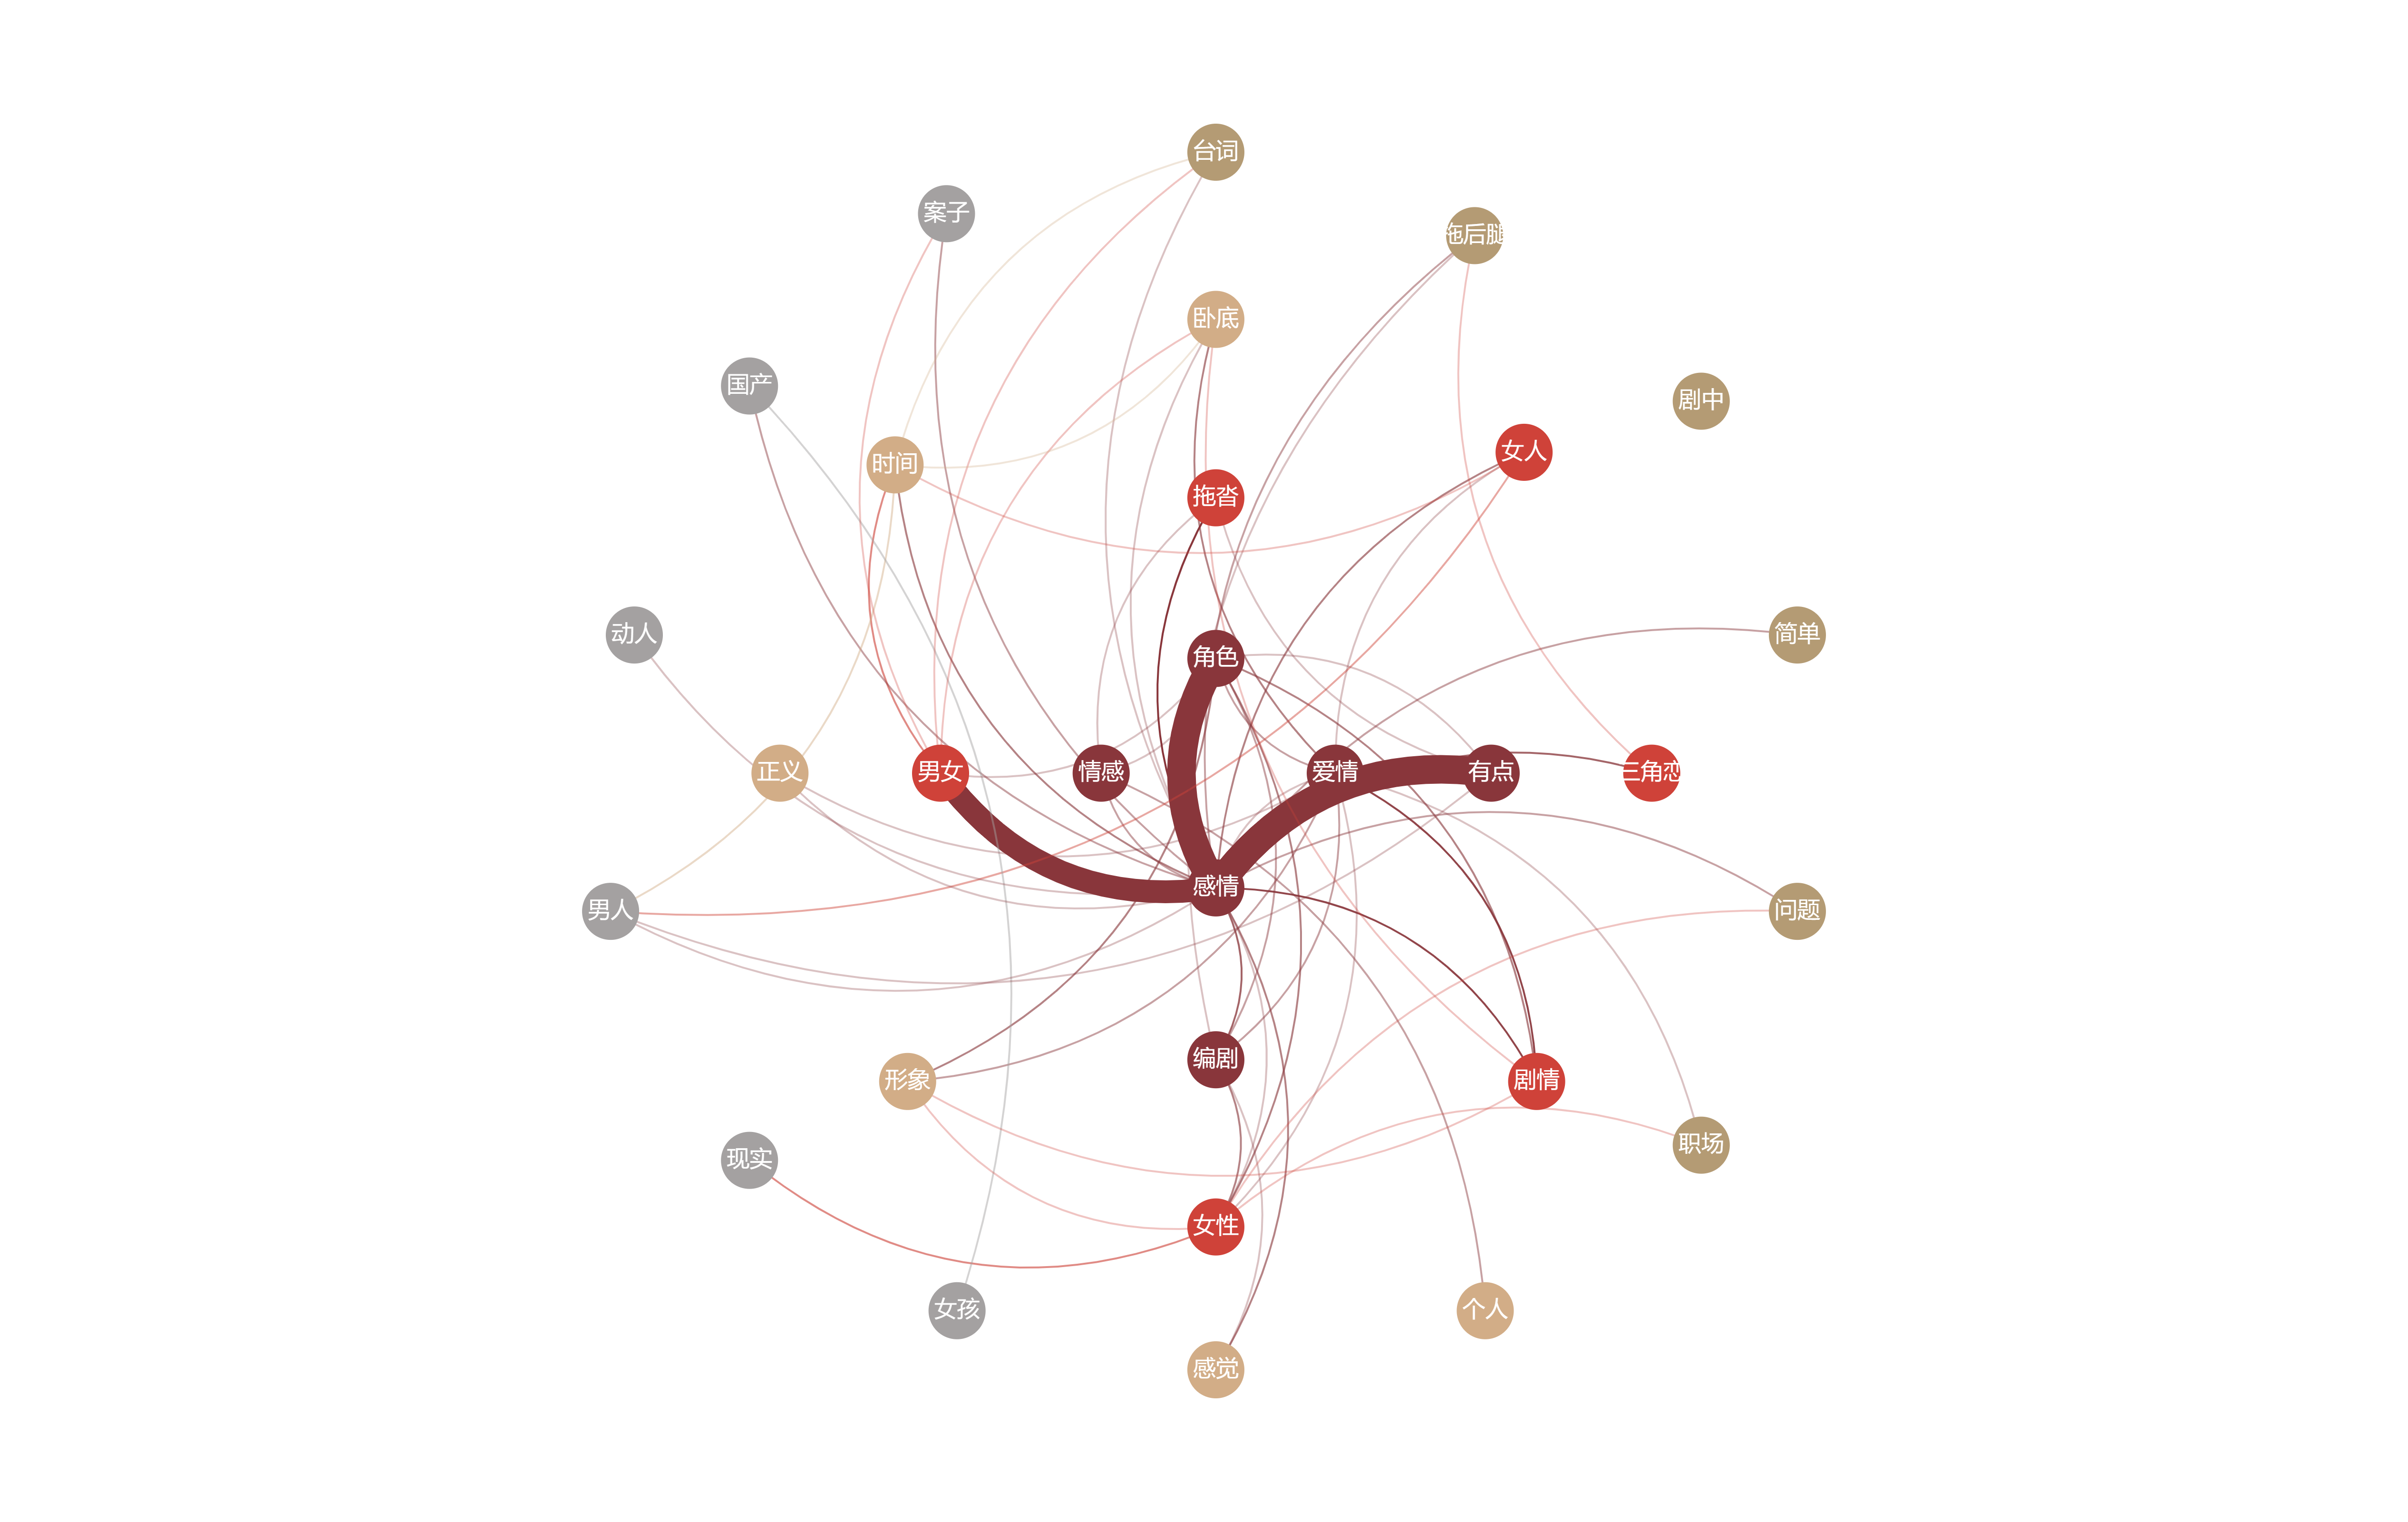 台词
案子
拖后腿
卧底
国产
剧中
女人
时间
拖沓
动人
角色
简单
正义
男女
情感
爱情
有点
三角恋
感情
男人
问题
编剧
形象
剧情
职场
现实
女性
女孩
个人
感觉